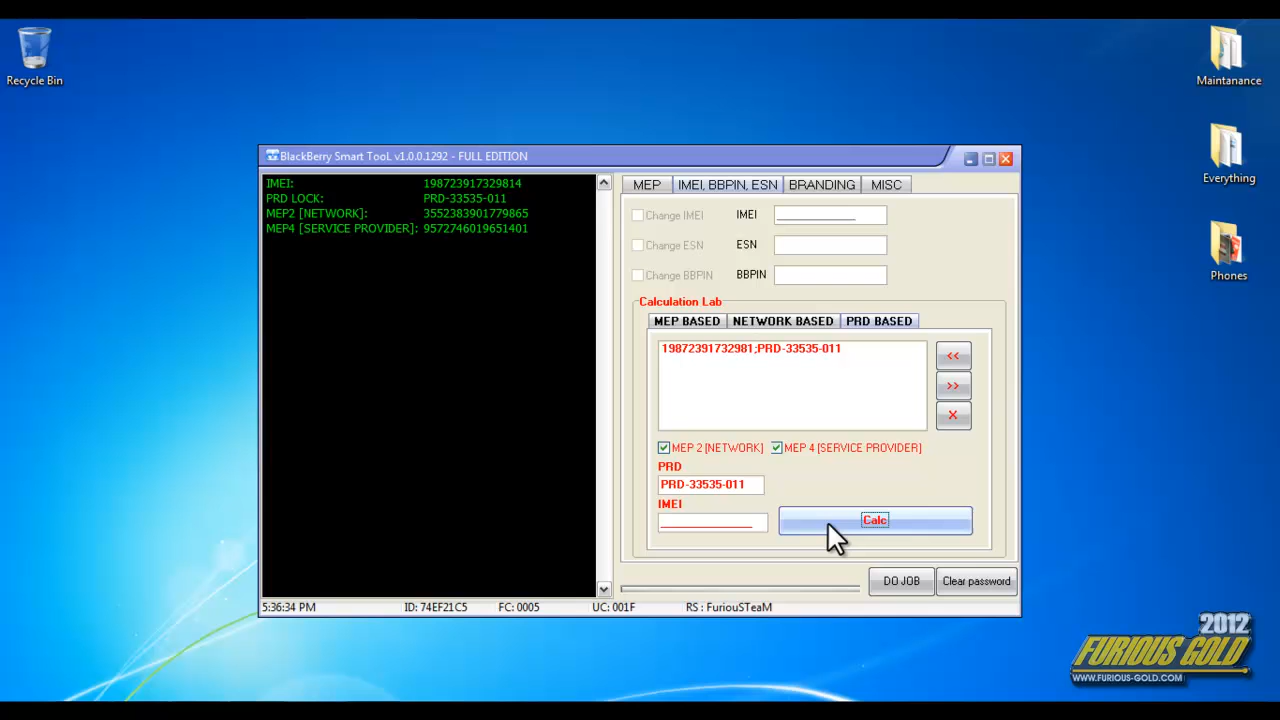 Recycle Bin
Maintanance
Everything
Phones
BlackBerry Smart TooL v1.0.0.1292 - FULL EDITION
IMEI: 198723917329814
PRD LOCK: PRD-33535-011
MEP2 [NETWORK]: 3552383901779865
MEP4 [SERVICE PROVIDER]: 9572746019651401
MEP IMEI, BBPIN, ESN BRANDING MISC
Change IMEI IMEI
Change ESN ESN
Change BBPIN BBPIN
Calculation Lab
MEP BASED NETWORK BASED PRD BASED
19872391732981;PRD-33535-011
<<
>>
X
MEP 2 [NETWORK] MEP 4 [SERVICE PROVIDER]
PRD
PRD-33535-011
IMEI
Calc
DO JOB Clear password
5:36:34 PM ID: 74EF21C5 FC: 0005 UC: 001F RS : FuriouSTeaM
2012
FURIOUS GOLD
WWW.FURIOUS-GOLD.COM